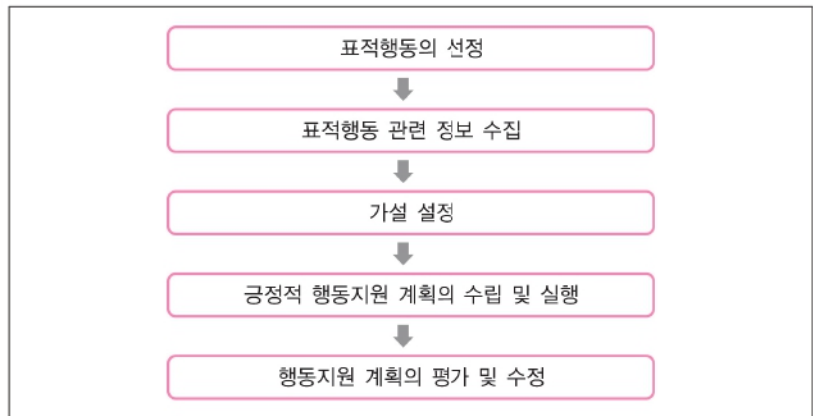 표적행동의 선정
표적행동 관련 정보 수집
가설 설정
긍정적 행동지원 계획의 수립 및 실행
행동지원 계획의 평가 및 수정